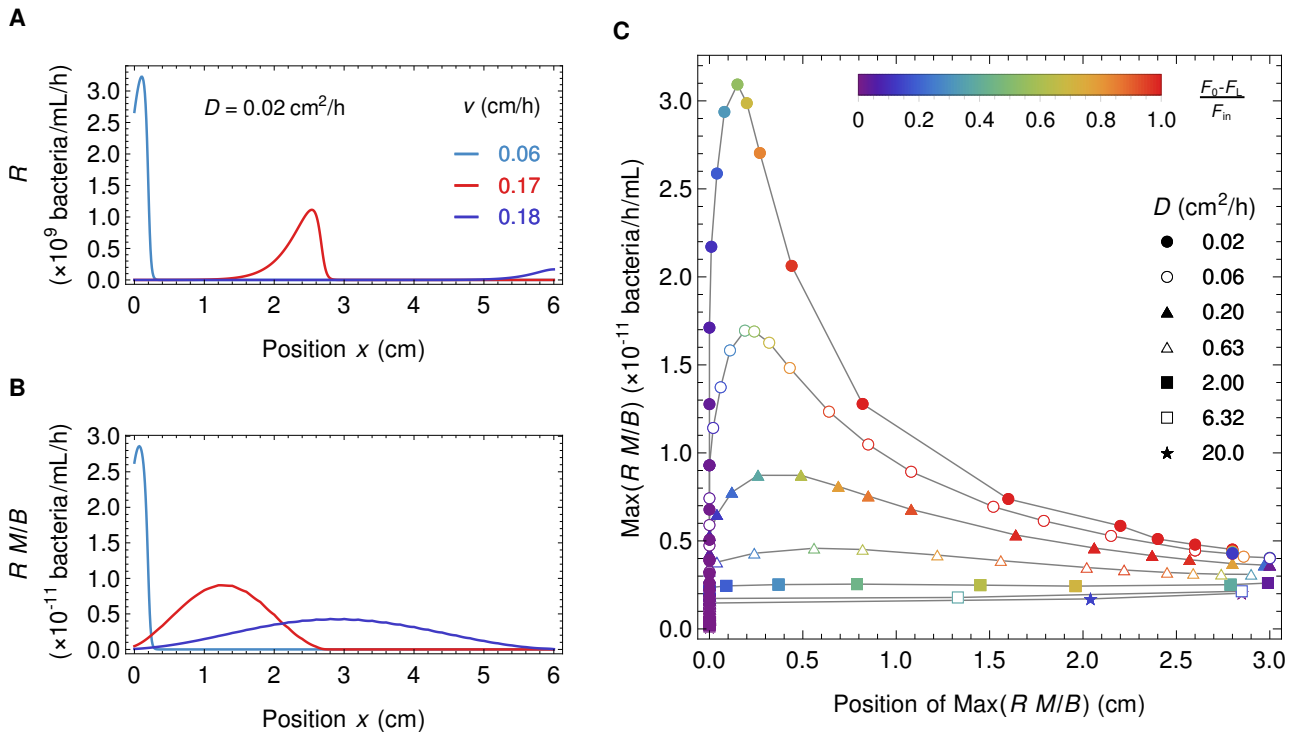 A
R
(×10⁹ bacteria/mL/h)
3.0
2.5
2.0
1.5
1.0
0.5
0.0
D = 0.02 cm²/h
v (cm/h)
0.06
0.17
0.18
0 1 2 3 4 5 6
Position x (cm)
B
R M/B
(×10⁻¹¹ bacteria/mL/h)
3.0
2.5
2.0
1.5
1.0
0.5
0.0
0 1 2 3 4 5 6
Position x (cm)
C
Max(R M/B) (×10⁻¹¹ bacteria/h/mL)
3.0
2.5
2.0
1.5
1.0
0.5
0.0
0 0.2 0.4 0.6 0.8 1.0
F₀-F_L
F_in
D (cm²/h)
0.02
0.06
0.20
0.63
2.00
6.32
20.0
0.0 0.5 1.0 1.5 2.0 2.5 3.0
Position of Max(R M/B) (cm)